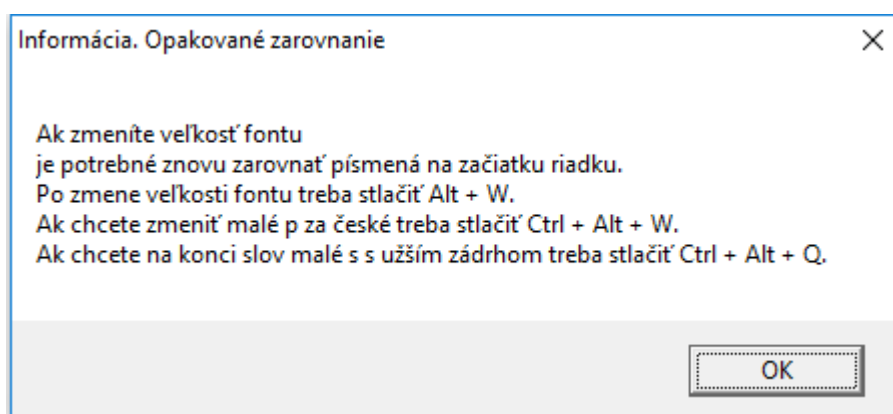 Informácia. Opakované zarovnanie
Ak zmeníte veľkosť fontu
je potrebné znovu zarovnať písmená na začiatku riadku.
Po zmene veľkosti fontu treba stlačiť Alt + W.
Ak chcete zmeniť malé p za české treba stlačiť Ctrl + Alt + W.
Ak chcete na konci slov malé s s užším zádrhom treba stlačiť Ctrl + Alt + Q.
OK